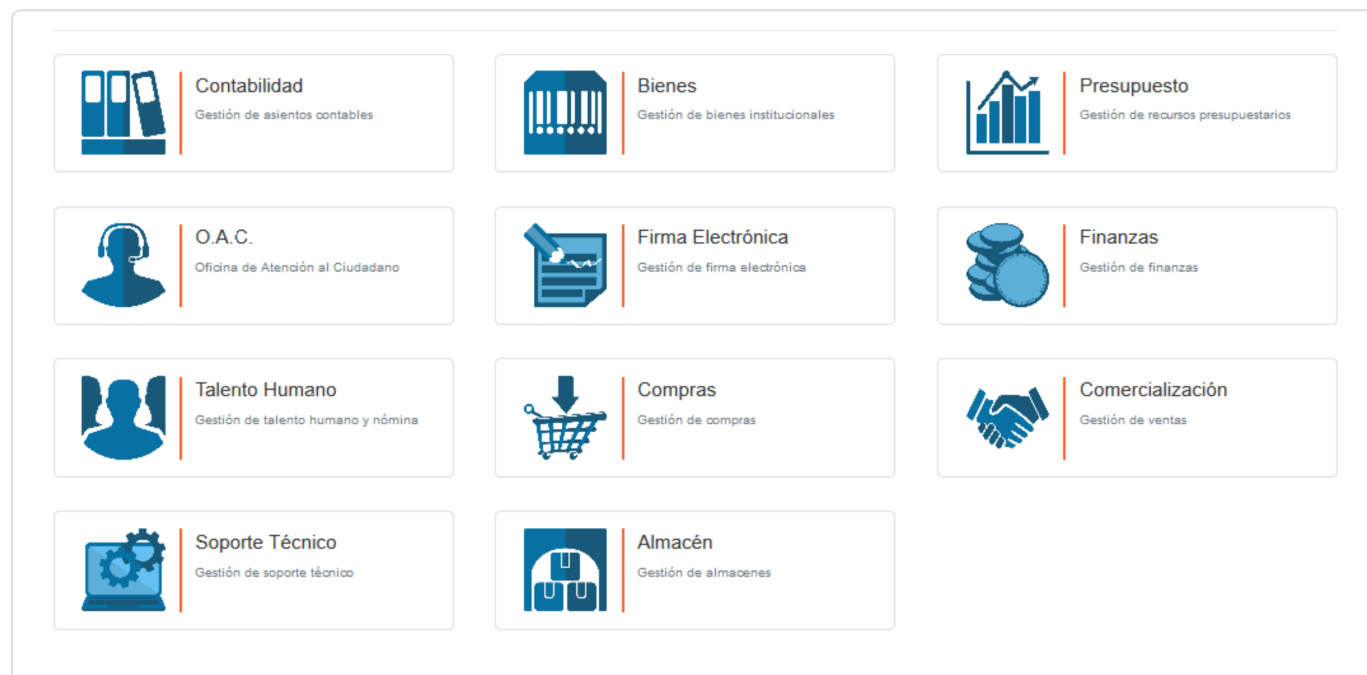 Contabilidad
Gestión de asientos contables
Bienes
Gestión de bienes institucionales
Presupuesto
Gestión de recursos presupuestarios
O.A.C.
Oficina de Atención al Ciudadano
Firma Electrónica
Gestión de firma electrónica
Finanzas
Gestión de finanzas
Talento Humano
Gestión de talento humano y nómina
Compras
Gestión de compras
Comercialización
Gestión de ventas
Soporte Técnico
Gestión de soporte técnico
Almacén
Gestión de almacenes